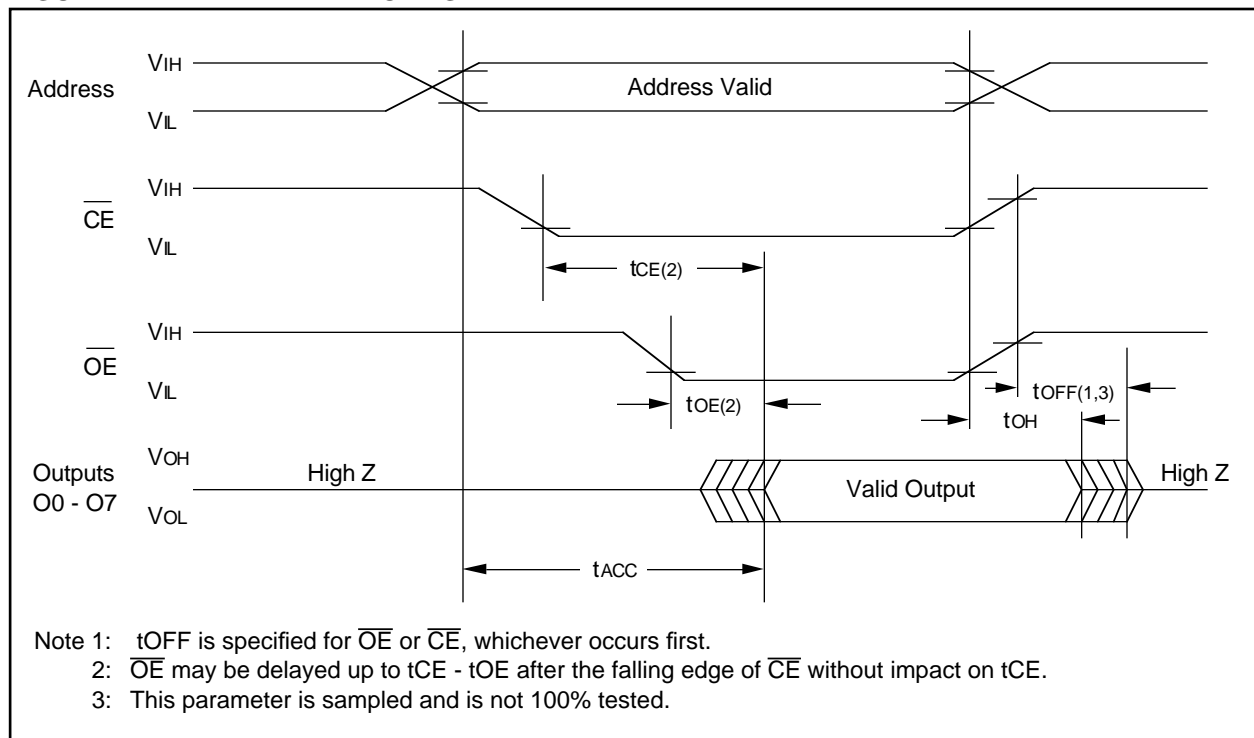 VIH
Address
Address Valid
VIL
VIH
CE
VIL
tCE(2)
VIH
OE
VIL
tOE(2)
tOFF(1,3)
tOH
VOH
Outputs
O0 - O7
High Z
Valid Output
High Z
VOL
tACC
Note 1: tOFF is specified for OE or CE, whichever occurs first.
2: OE may be delayed up to tCE - tOE after the falling edge of CE without impact on tCE.
3: This parameter is sampled and is not 100% tested.